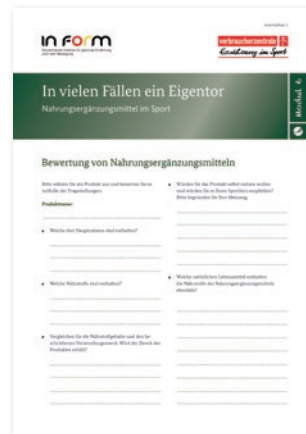 Arbeitsblatt 1
IN FORM
Deutschlands Initiative für gesunde Ernährung
und mehr Bewegung
verbraucherzentrale
Ernährung im Sport
In vielen Fällen ein Eigentor
Nahrungsergänzungsmittel im Sport
Modul 6
Bewertung von Nahrungsergänzungsmitteln
Bitte wählen Sie ein Produkt aus und bewerten Sie es
mithilfe der Fragestellungen:
Produktname:
Welche drei Hauptzutaten sind enthalten?
Welche Nährstoffe sind enthalten?
Vergleichen Sie die Nährstoffgehalte und den be-
schriebenen Verwendungszweck. Wird der Zweck des
Produktes erfüllt?
Würden Sie das Produkt selbst nutzen wollen
und würden Sie es Ihren Sportlern empfehlen?
Bitte begründen Sie Ihre Meinung.
Welche natürlichen Lebensmittel enthalten
die Nährstoffe des Nahrungsergänzungsmittels
ebenfalls?